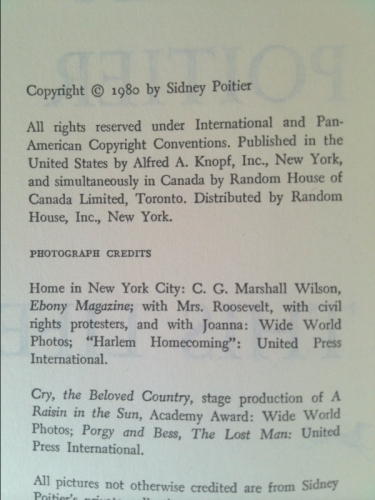 Copyright © 1980 by Sidney Poitier
All rights reserved under International and Pan-
American Copyright Conventions. Published in the
United States by Alfred A. Knopf, Inc., New York,
and simultaneously in Canada by Random House of
Canada Limited, Toronto. Distributed by Random
House, Inc., New York.
PHOTOGRAPH CREDITS
Home in New York City: C. G. Marshall Wilson,
Ebony Magazine; with Mrs. Roosevelt, with civil
rights protesters, and with Joanna: Wide World
Photos; "Harlem Homecoming": United Press
International.
Cry, the Beloved Country, stage production of A
Raisin in the Sun, Academy Award: Wide World
Photos; Porgy and Bess, The Lost Man: United
Press International.
All pictures not otherwise credited are from Sidney
Poitier's private